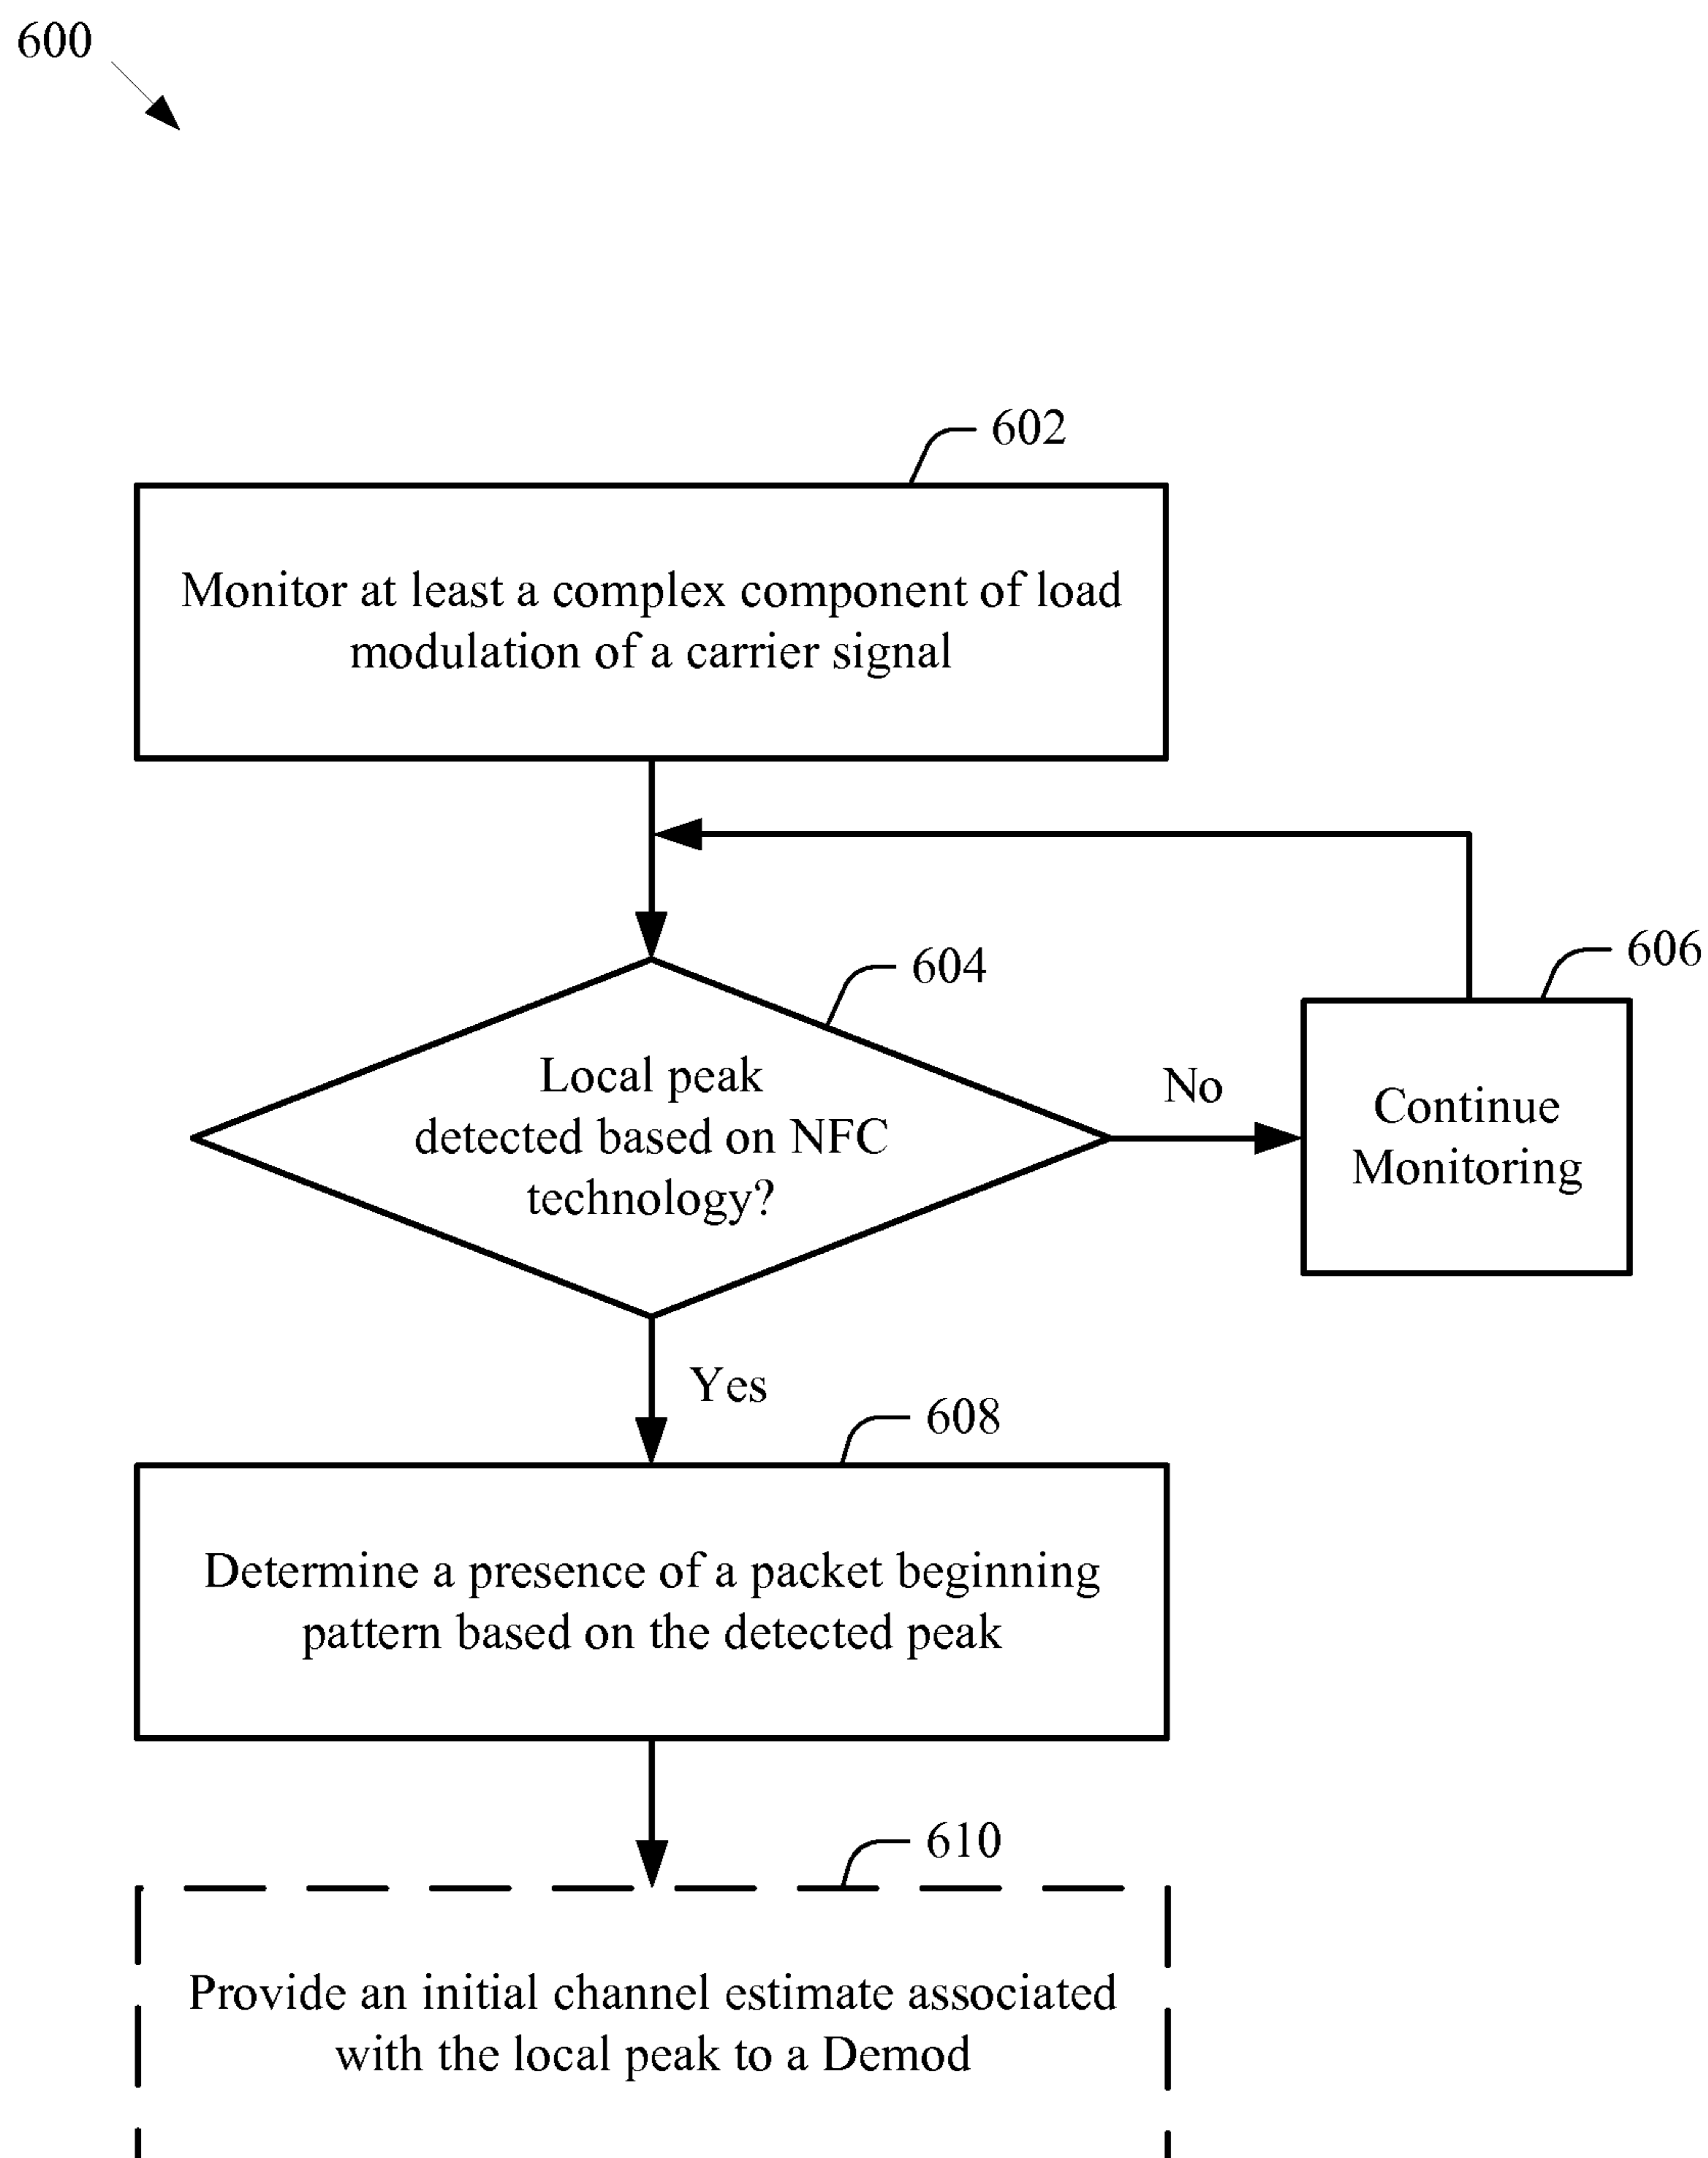 600
602
Monitor at least a complex component of load
modulation of a carrier signal
604
606
Local peak
detected based on NFC
technology?
No
Continue
Monitoring
Yes
608
Determine a presence of a packet beginning
pattern based on the detected peak
610
Provide an initial channel estimate associated
with the local peak to a Demod